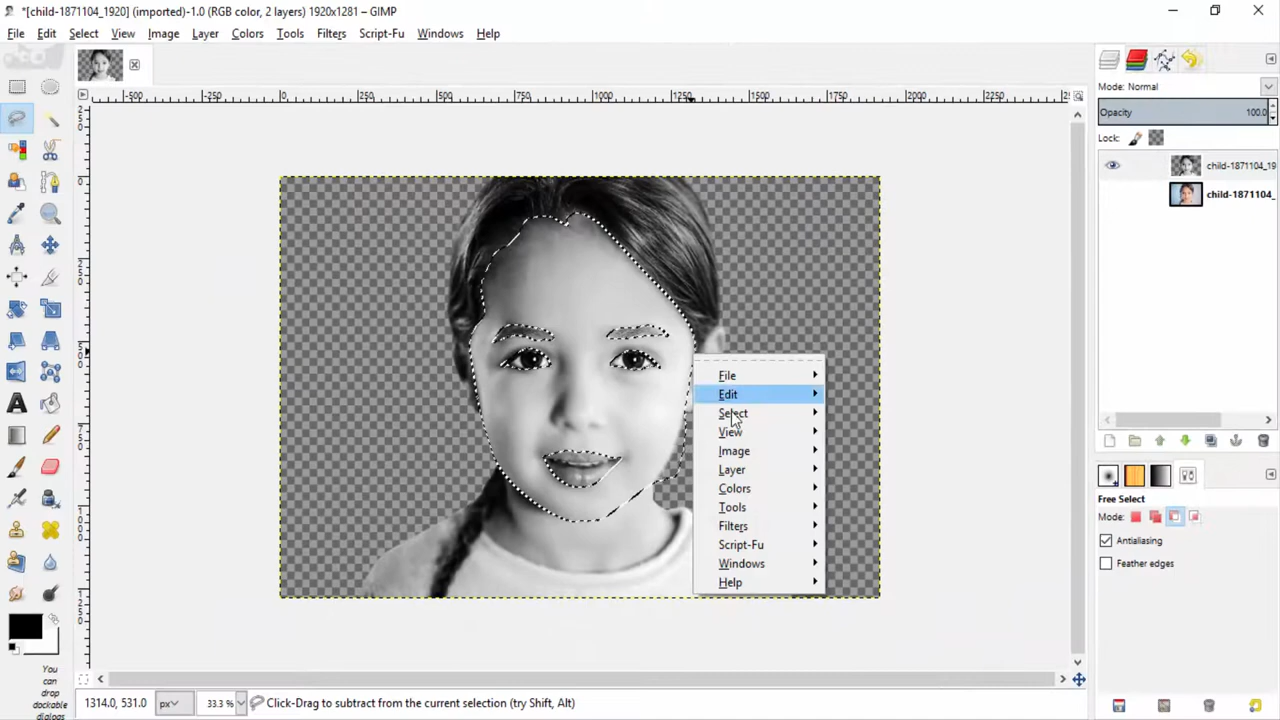 *[child-1871104_1920] (imported)-1.0 (RGB color, 2 layers) 1920x1281 – GIMP
File Edit Select View Image Layer Colors Tools Filters Script-Fu Windows Help
-500 -250 0 250 500 750 1000 1250 1500 1750 2000 2250
Mode: Normal
Opacity 100.0
Lock:
child-1871104_19
child-1871104_
File
Edit
Select
View
Image
Layer
Colors
Tools
Filters
Script-Fu
Windows
Help
Free Select
Mode:
Antialiasing
Feather edges
You
can
drop
dockable
dialogs
1314.0, 531.0 px 33.3 % Click-Drag to subtract from the current selection (try Shift, Alt)